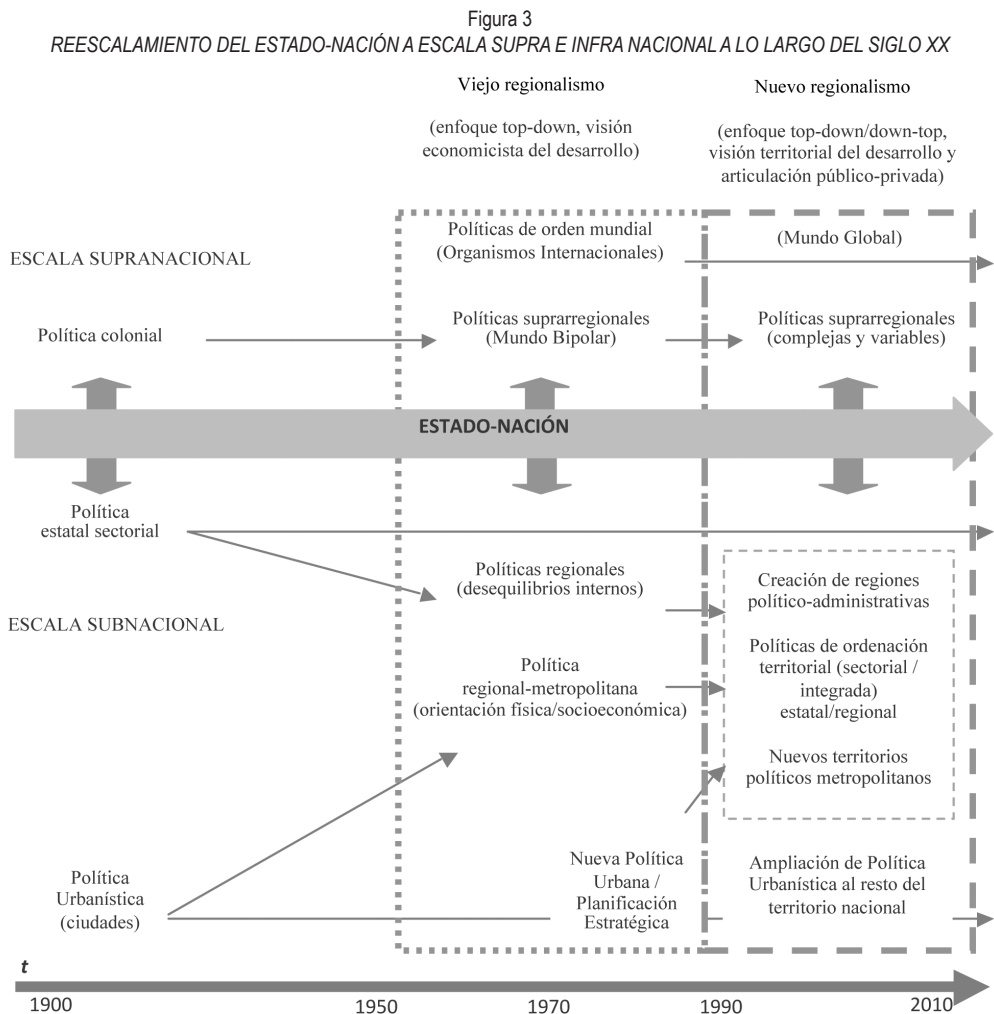 Figura 3
REESCALAMIENTO DEL ESTADO-NACIÓN A ESCALA SUPRA E INFRA NACIONAL A LO LARGO DEL SIGLO XX
Viejo regionalismo
(enfoque top-down, visión
economicista del desarrollo)
Nuevo regionalismo
(enfoque top-down/down-top,
visión territorial del desarrollo y
articulación público-privada)
ESCALA SUPRANACIONAL
Políticas de orden mundial
(Organismos Internacionales)
(Mundo Global)
Política colonial
Políticas suprarregionales
(Mundo Bipolar)
Políticas suprarregionales
(complejas y variables)
ESTADO-NACIÓN
Política
estatal sectorial
ESCALA SUBNACIONAL
Políticas regionales
(desequilibrios internos)
Creación de regiones
político-administrativas
Política
regional-metropolitana
(orientación física/socioeconómica)
Políticas de ordenación
territorial (sectorial /
integrada)
estatal/regional
Nuevos territorios
políticos metropolitanos
Política
Urbanística
(ciudades)
Nueva Política
Urbana /
Planificación
Estratégica
Ampliación de Política
Urbanística al resto del
territorio nacional
t
1900
1950
1970
1990
2010